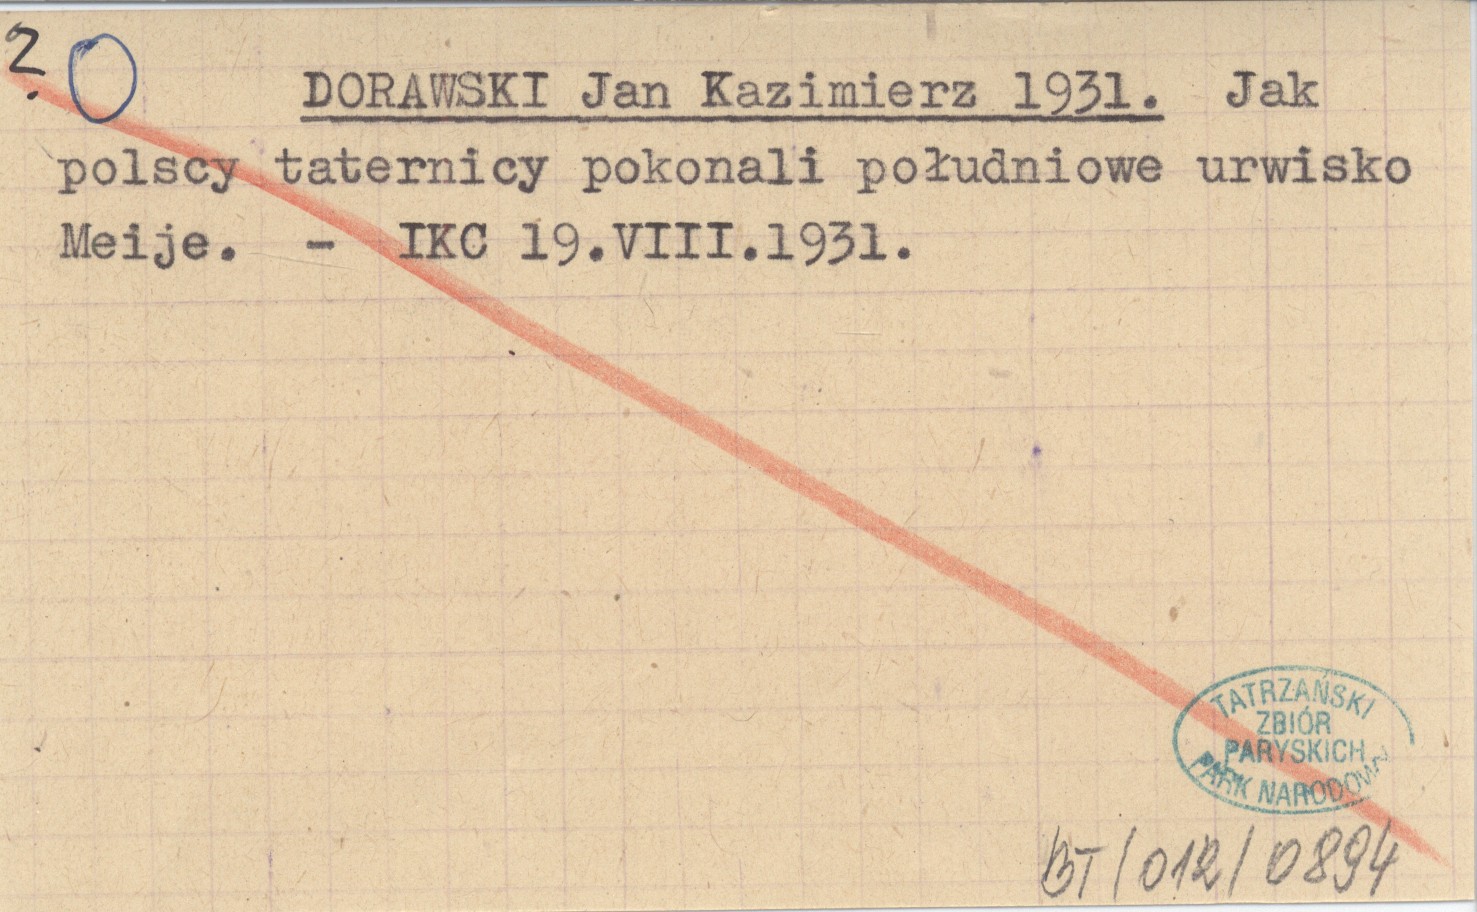 ?
DORAWSKI Jan Kazimierz 1931. Jak
polscy taternicy pokonali południowe urwisko
Meije. - IKC 19.VIII.1931.
TATRZAŃSKI
ZBIÓR
PARYSKICH
PARK NARODOWY
BT/012/0894